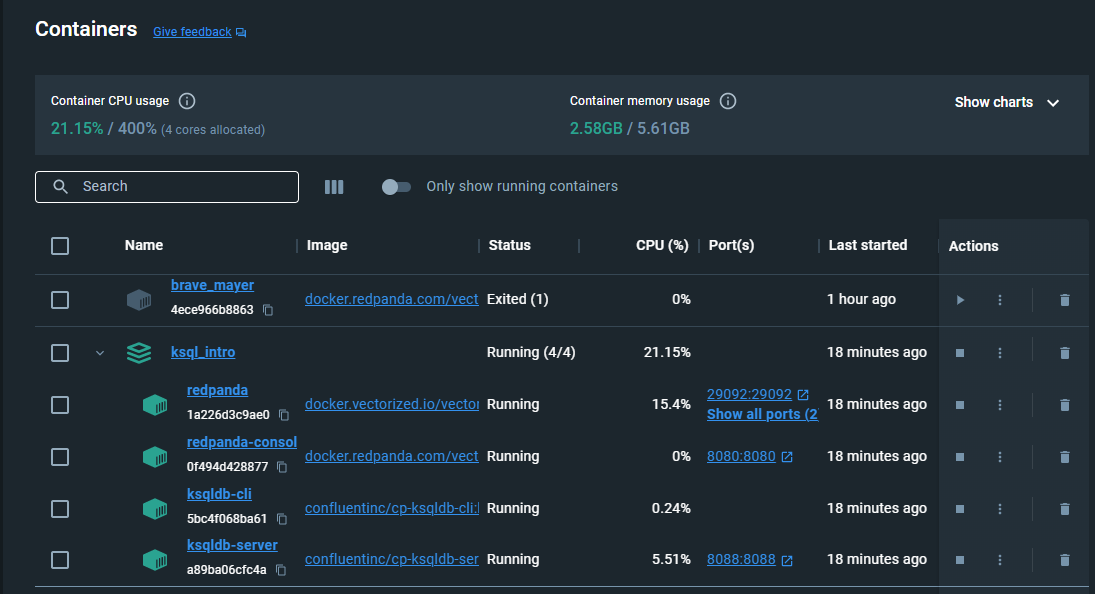 Containers Give feedback
Container CPU usage
21.15% / 400% (4 cores allocated)
Container memory usage
2.58GB / 5.61GB
Show charts
Search
Only show running containers
Name Image Status CPU (%) Port(s) Last started Actions
brave_mayer
4ece966b8863
docker.redpanda.com/vect Exited (1) 0% 1 hour ago
ksql_intro Running (4/4) 21.15% 18 minutes ago
redpanda
1a226d3c9ae0
docker.vectorized.io/vector Running 15.4%
29092:29092
Show all ports (2
18 minutes ago
redpanda-consol
0f494d428877
docker.redpanda.com/vect Running 0% 8080:8080 18 minutes ago
ksqldb-cli
5bc4f068ba61
confluentinc/cp-ksqldb-cli:l Running 0.24% 18 minutes ago
ksqldb-server
a89ba06cfc4a
confluentinc/cp-ksqldb-ser Running 5.51% 8088:8088 18 minutes ago